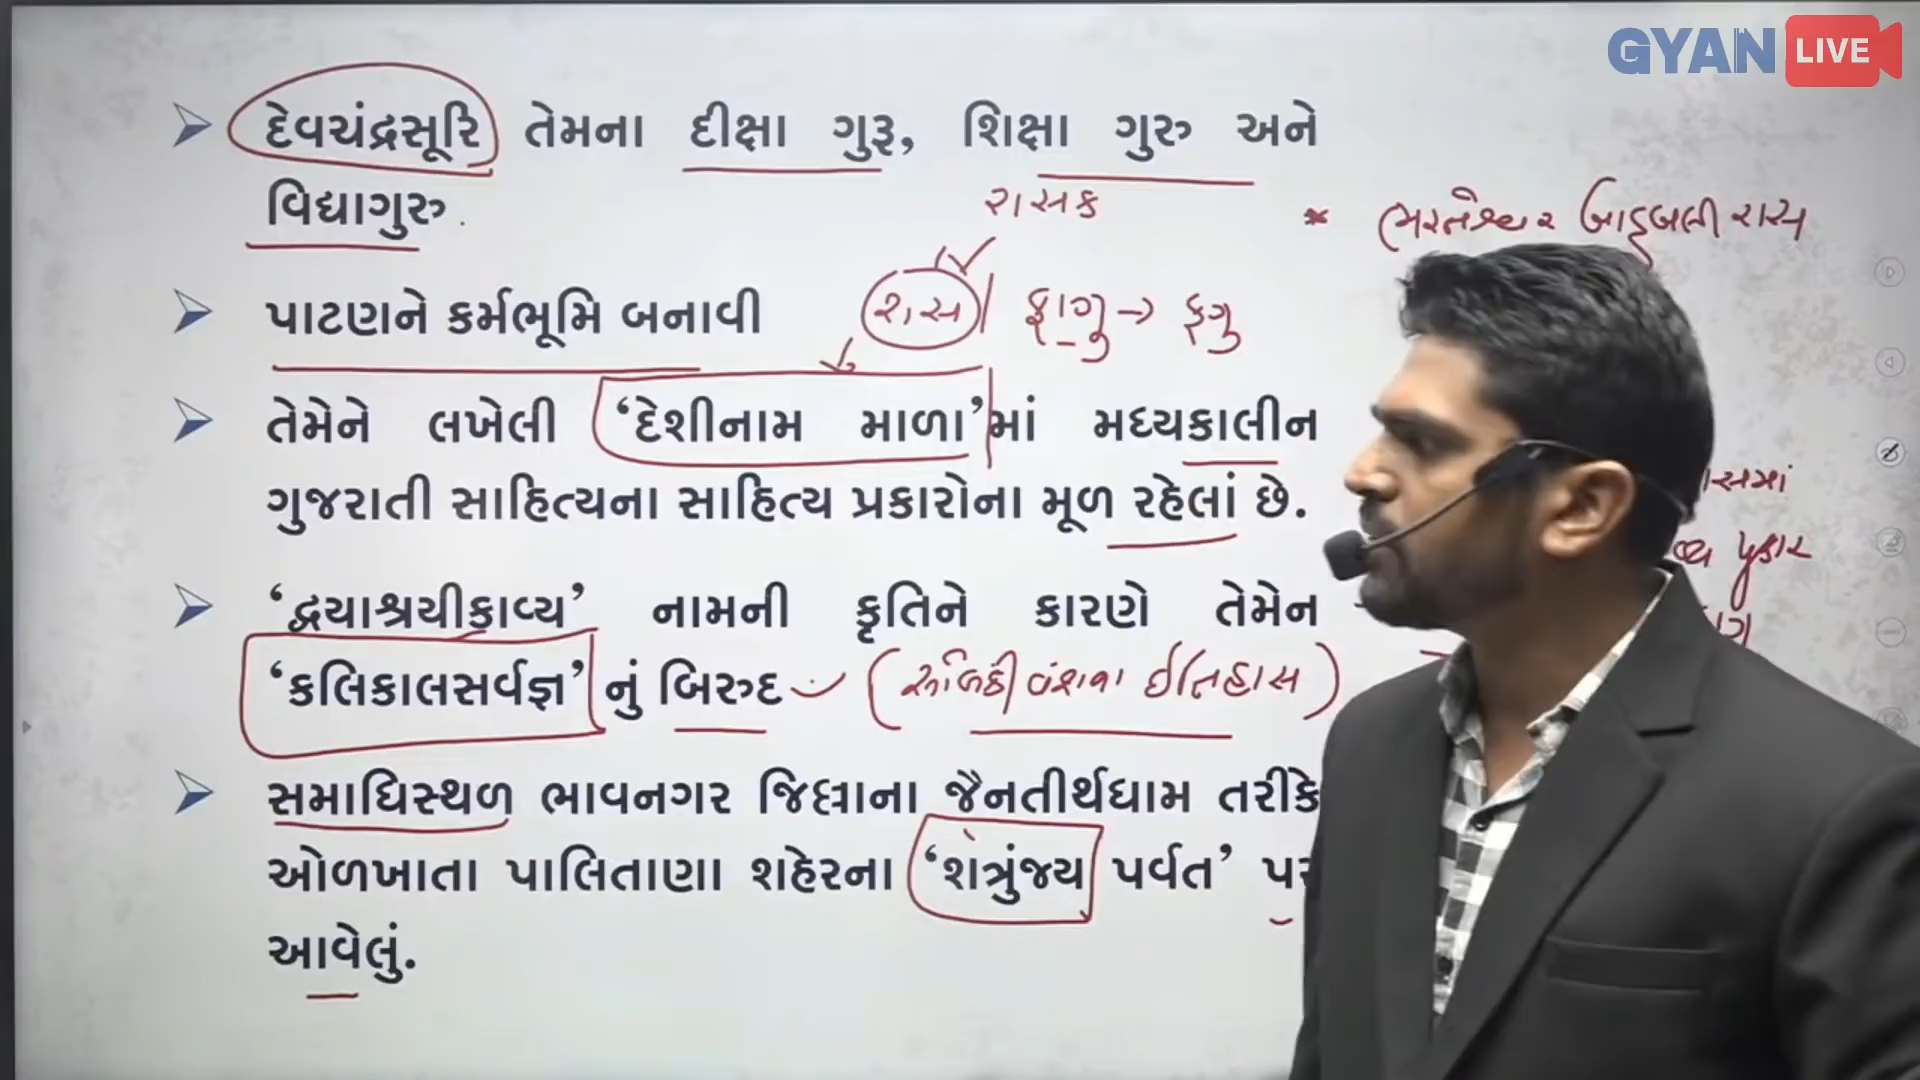 GYAN LIVE
દેવચંદ્રસૂરિ તેમના દીક્ષા ગુરૂ, શિક્ષા ગુરુ અને
વિદ્યાગુરુ
રાસક
* ભરતેશ્વર બાહુબલી રાસ
પાટણને કર્મભૂમિ બનાવી
રાસ ફાગુ → ફગુ
તેમેને લખેલી ‘દેશીનામ માળા’માં મધ્યકાલીન
ગુજરાતી સાહિત્યના સાહિત્ય પ્રકારોના મૂળ રહેલાં છે.
‘દ્વયાશ્રયીકાવ્ય’ નામની કૃતિને કારણે તેમેન
‘કલિકાલસર્વજ્ઞ’ નું બિરુદ (સોલંકી વંશના ઈતિહાસ)
સમાધિસ્થળ ભાવનગર જિલ્લાના જૈનતીર્થધામ તરીકે
ઓળખાતા પાલિતાણા શહેરના ‘શેત્રુંજય પર્વત’ પર
આવેલું.